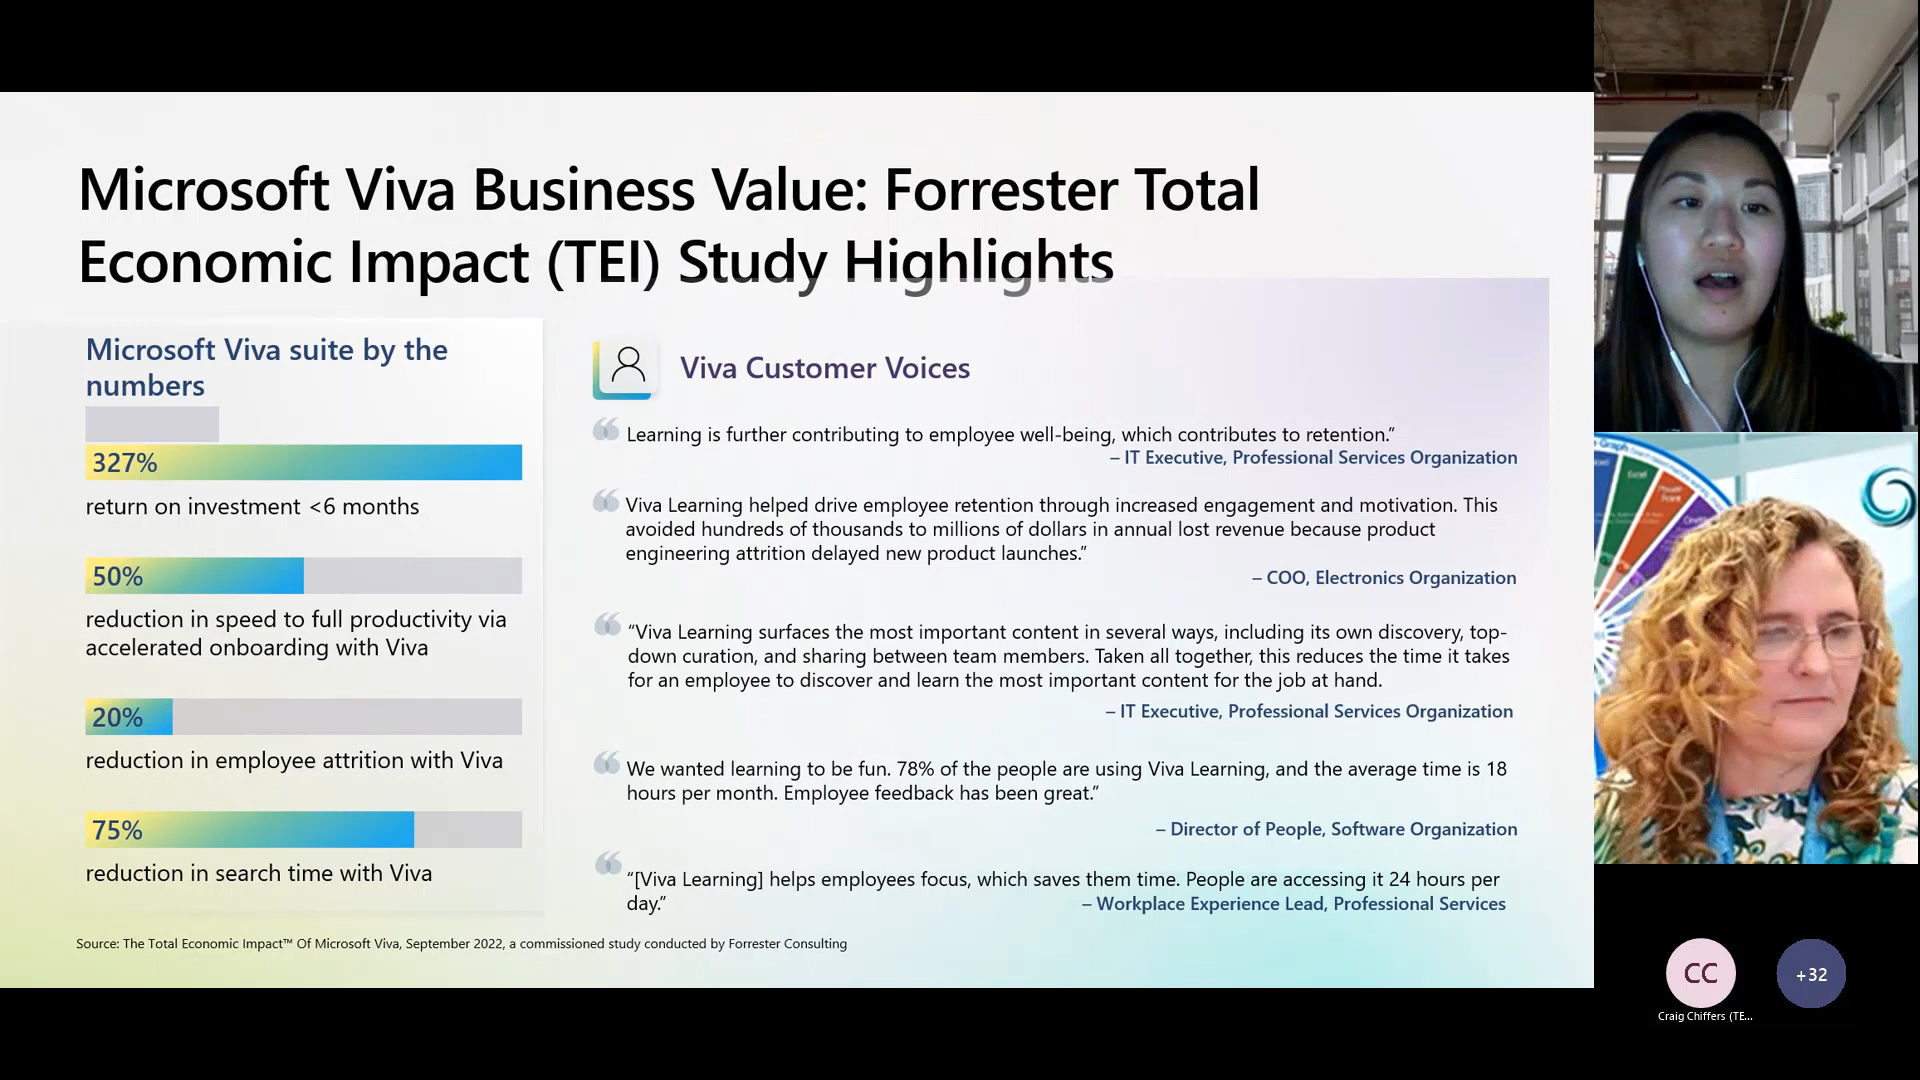 Microsoft Viva Business Value: Forrester Total
Economic Impact (TEI) Study Highlights
Microsoft Viva suite by the
numbers
327%
return on investment <6 months
50%
reduction in speed to full productivity via
accelerated onboarding with Viva
20%
reduction in employee attrition with Viva
75%
reduction in search time with Viva
Viva Customer Voices
“ Learning is further contributing to employee well-being, which contributes to retention.”
– IT Executive, Professional Services Organization
“ Viva Learning helped drive employee retention through increased engagement and motivation. This
avoided hundreds of thousands to millions of dollars in annual lost revenue because product
engineering attrition delayed new product launches.”
– COO, Electronics Organization
“ “Viva Learning surfaces the most important content in several ways, including its own discovery, top-
down curation, and sharing between team members. Taken all together, this reduces the time it takes
for an employee to discover and learn the most important content for the job at hand.
– IT Executive, Professional Services Organization
“ We wanted learning to be fun. 78% of the people are using Viva Learning, and the average time is 18
hours per month. Employee feedback has been great.”
– Director of People, Software Organization
“ “[Viva Learning] helps employees focus, which saves them time. People are accessing it 24 hours per
day.”
– Workplace Experience Lead, Professional Services
Source: The Total Economic Impact™ Of Microsoft Viva, September 2022, a commissioned study conducted by Forrester Consulting
Graph
Excel
Power
Point
CC
+32
Craig Chiffers (TE...